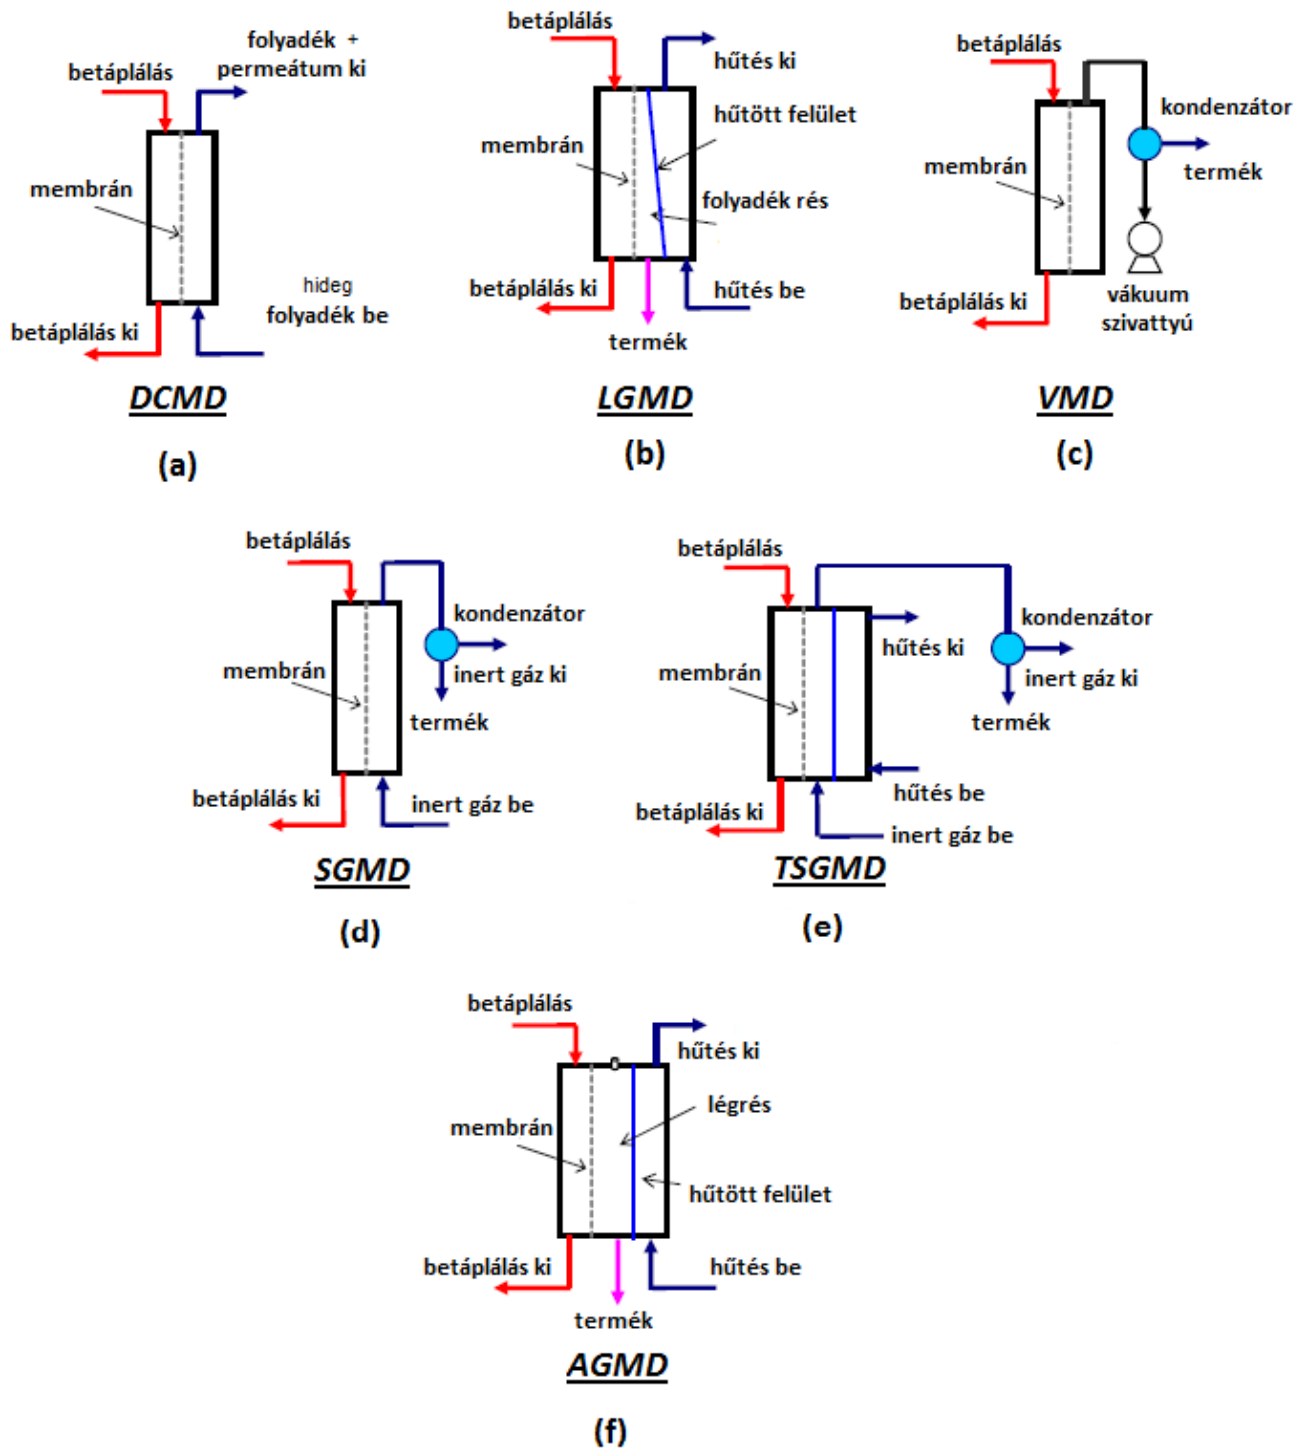 betáplálás
folyadék +
permeátum ki
membrán
hideg
folyadék be
betáplálás ki
DCMD
(a)
betáplálás
hűtés ki
hűtött felület
membrán
folyadék rés
betáplálás ki
hűtés be
termék
LGMD
(b)
betáplálás
kondenzátor
membrán
termék
betáplálás ki
vákuum
szivattyú
VMD
(c)
betáplálás
kondenzátor
membrán
inert gáz ki
termék
betáplálás ki
inert gáz be
SGMD
(d)
betáplálás
kondenzátor
hűtés ki
membrán
inert gáz ki
termék
hűtés be
betáplálás ki
inert gáz be
TSGMD
(e)
betáplálás
hűtés ki
légrés
membrán
hűtött felület
betáplálás ki
hűtés be
termék
AGMD
(f)